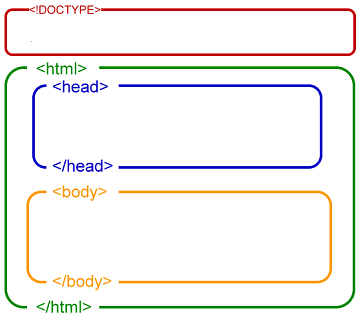 <!DOCTYPE>
<html>
<head>
</head>
<body>
</body>
</html>